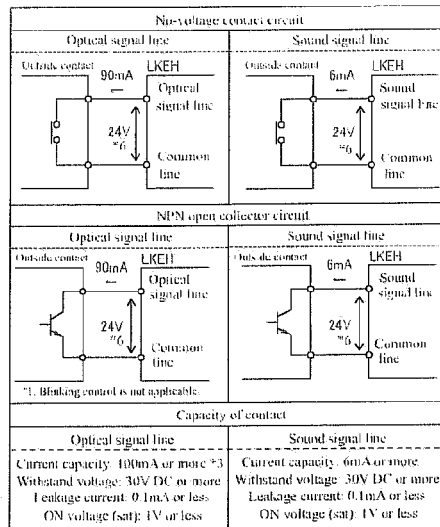 No-voltage contact circuit
Optical signal line
Sound signal line
Outside contact
90mA
LKEH
Optical signal line
24V
*6
Common line
Outside contact
6mA
LKEH
Sound signal line
24V
*6
Common line
NPN open collector circuit
Optical signal line
Sound signal line
Outside contact
90mA
LKEH
Optical signal line
24V
*6
Common line
*1. Blinking control is not applicable.
Outside contact
6mA
LKEH
Sound signal line
24V
*6
Common line
Capacity of contact
Optical signal line
Current capacity: 100mA or more *3
Withstand voltage: 30V DC or more
Leakage current: 0.1mA or less
ON voltage (sat): 1V or less
Sound signal line
Current capacity: 6mA or more
Withstand voltage: 30V DC or more
Leakage current: 0.1mA or less
ON voltage (sat): 1V or less